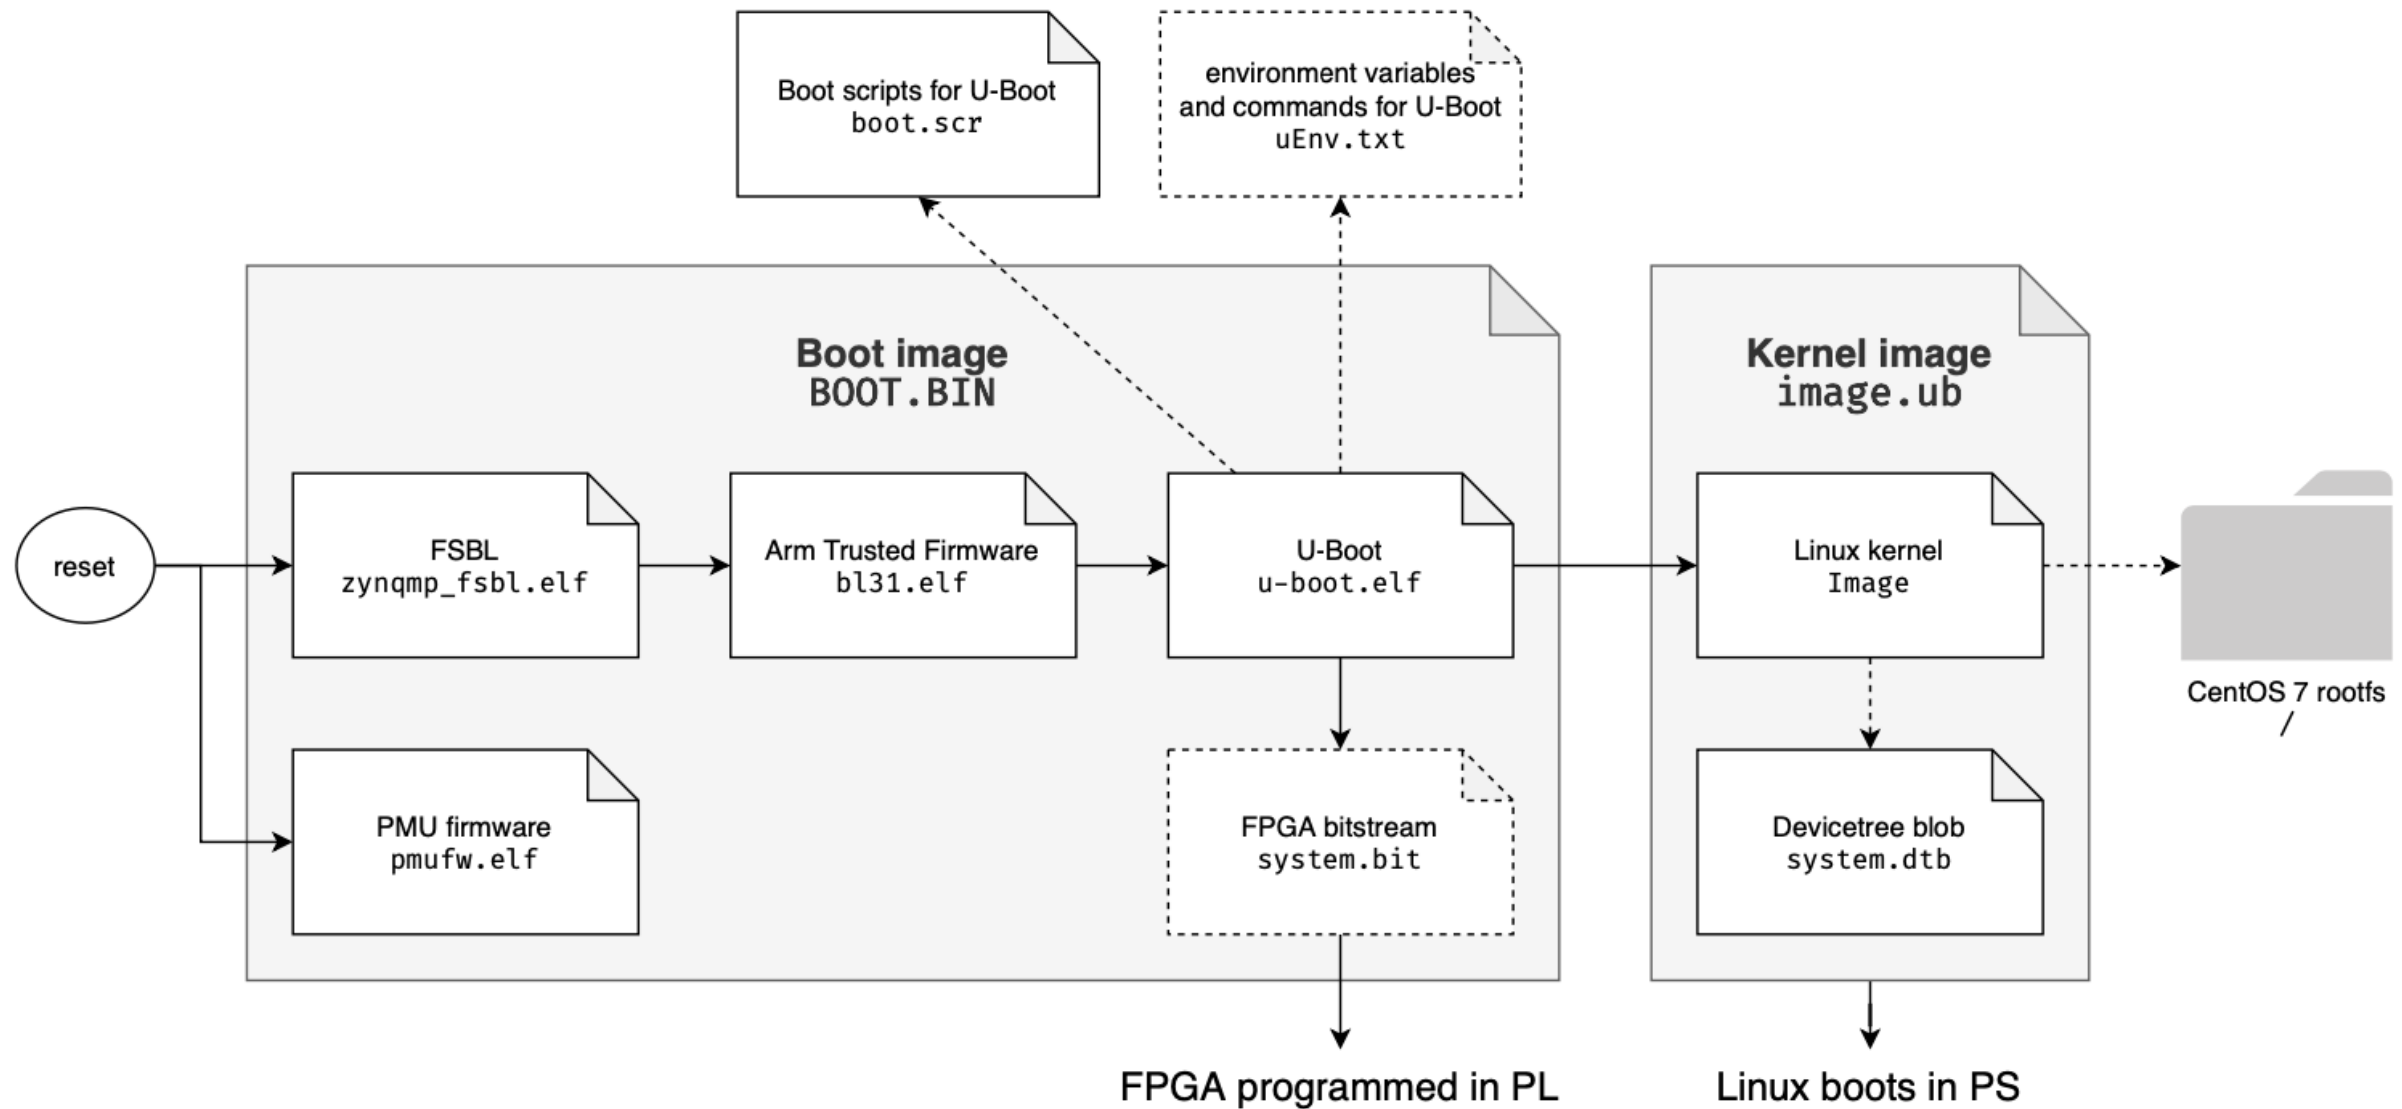 Boot scripts for U-Boot
boot.scr
environment variables
and commands for U-Boot
uEnv.txt
Boot image
BOOT.BIN
Kernel image
image.ub
reset
FSBL
zynqmp_fsbl.elf
Arm Trusted Firmware
bl31.elf
U-Boot
u-boot.elf
Linux kernel
Image
CentOS 7 rootfs
/
PMU firmware
pmufw.elf
FPGA bitstream
system.bit
Devicetree blob
system.dtb
FPGA programmed in PL
Linux boots in PS